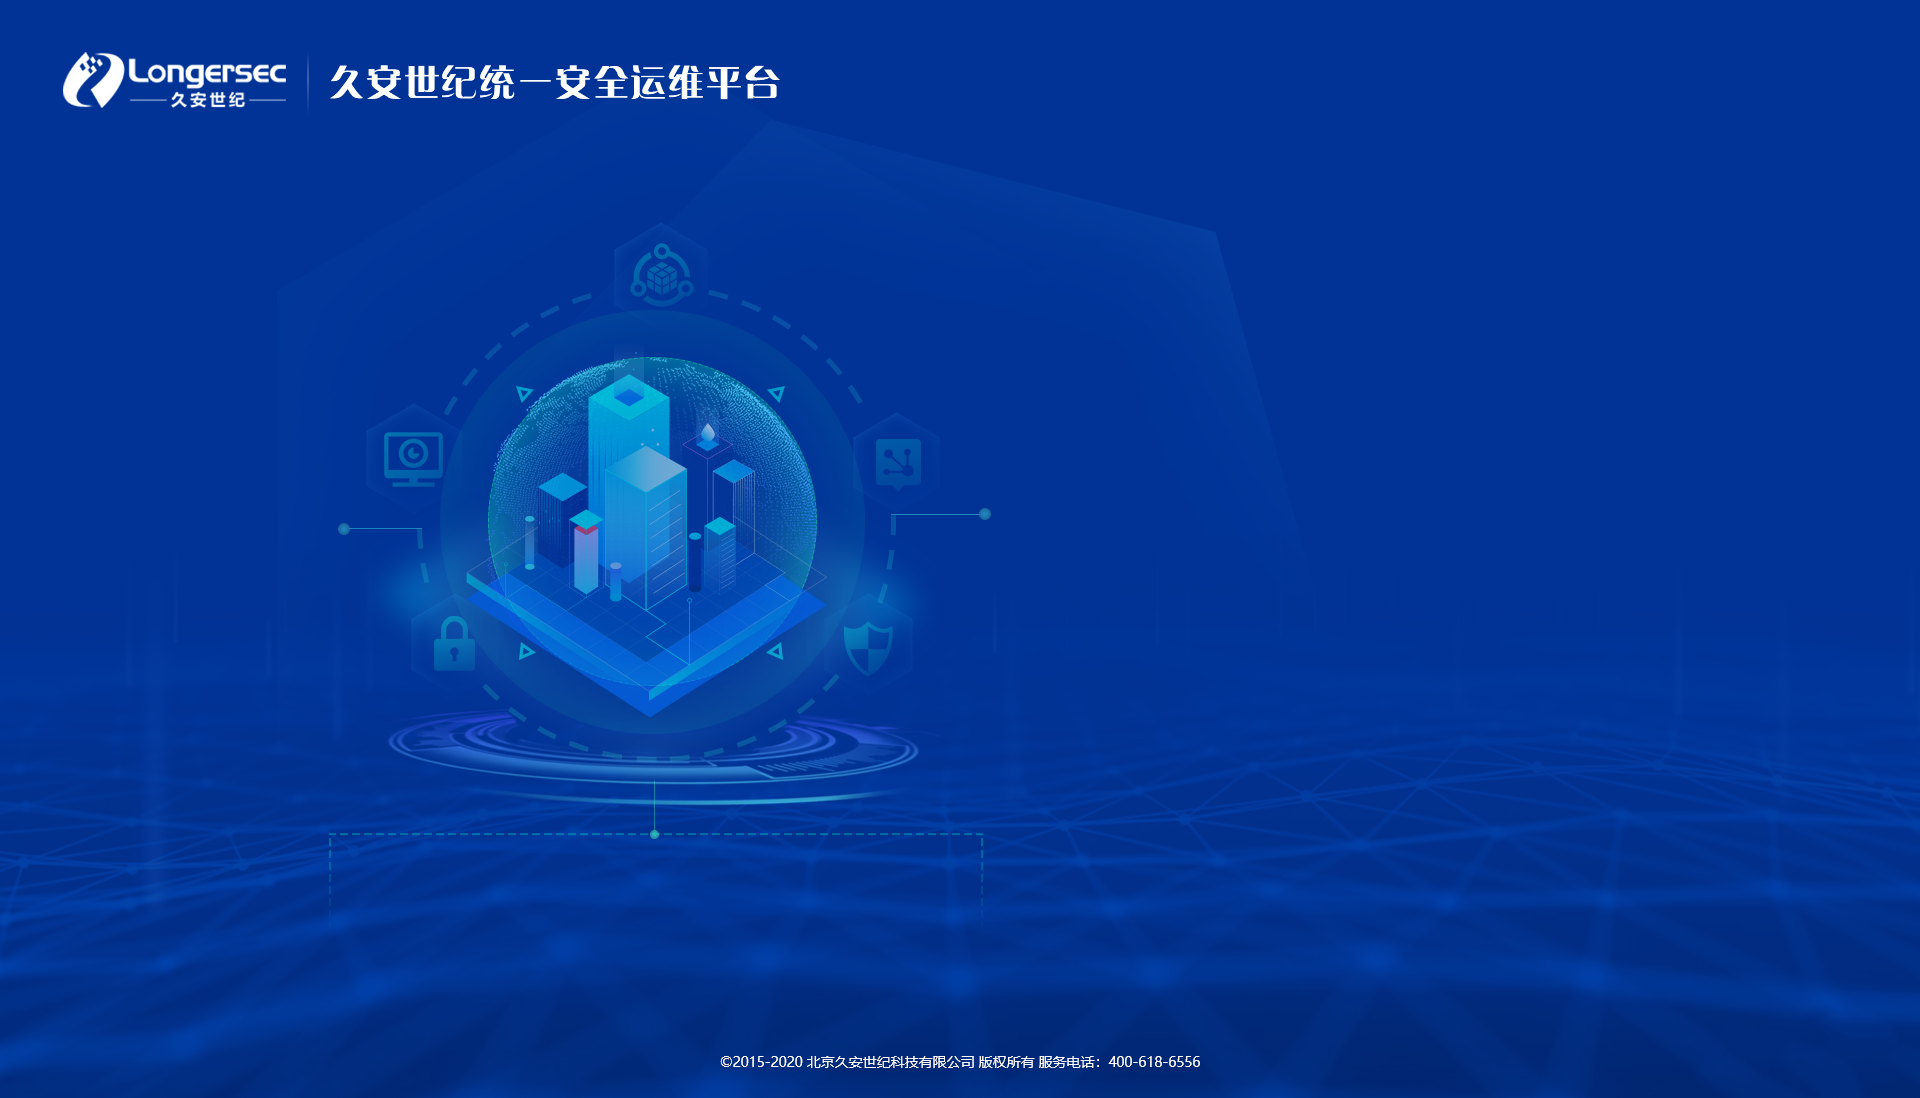 Longersec
久安世纪
久安世纪统一安全运维平台
©2015-2020 北京久安世纪科技有限公司 版权所有 服务电话：400-618-6556